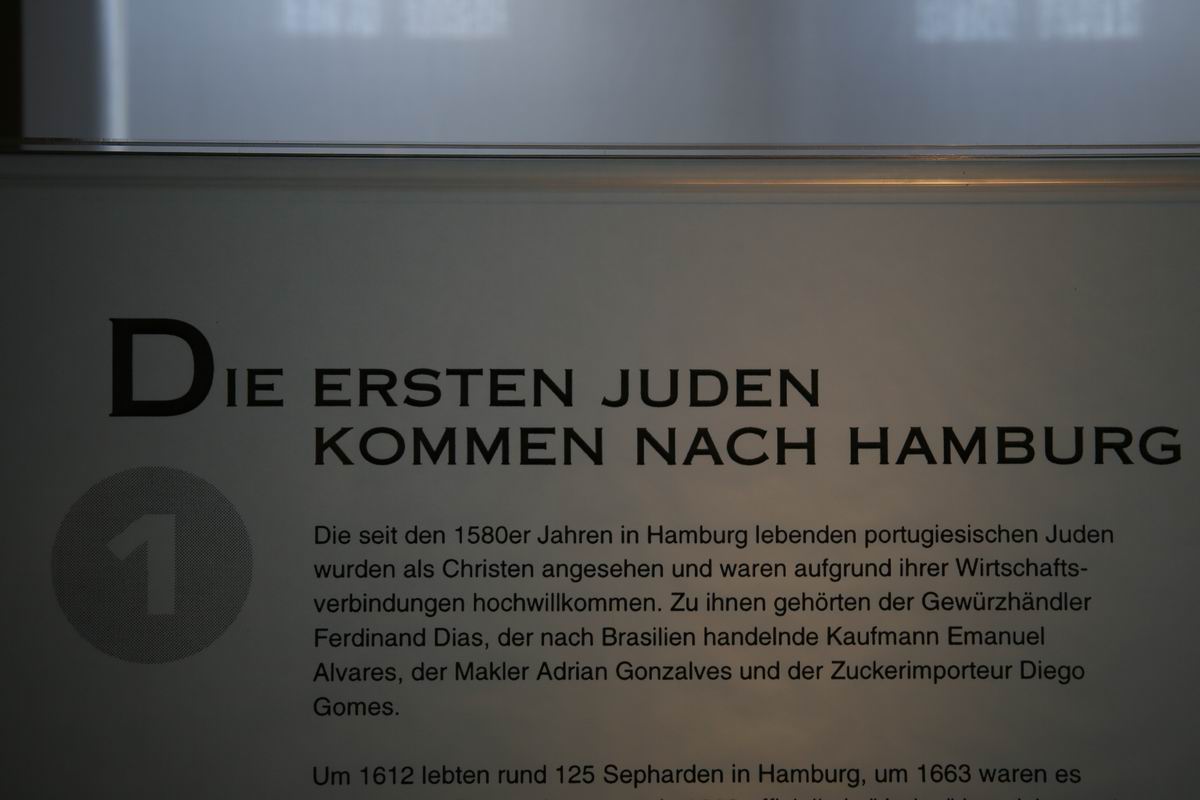 DIE ERSTEN JUDEN
KOMMEN NACH HAMBURG
1
Die seit den 1580er Jahren in Hamburg lebenden portugiesischen Juden
wurden als Christen angesehen und waren aufgrund ihrer Wirtschafts-
verbindungen hochwillkommen. Zu ihnen gehörten der Gewürzhändler
Ferdinand Dias, der nach Brasilien handelnde Kaufmann Emanuel
Alvares, der Makler Adrian Gonzalves und der Zuckerimporteur Diego
Gomes.
Um 1612 lebten rund 125 Sepharden in Hamburg, um 1663 waren es